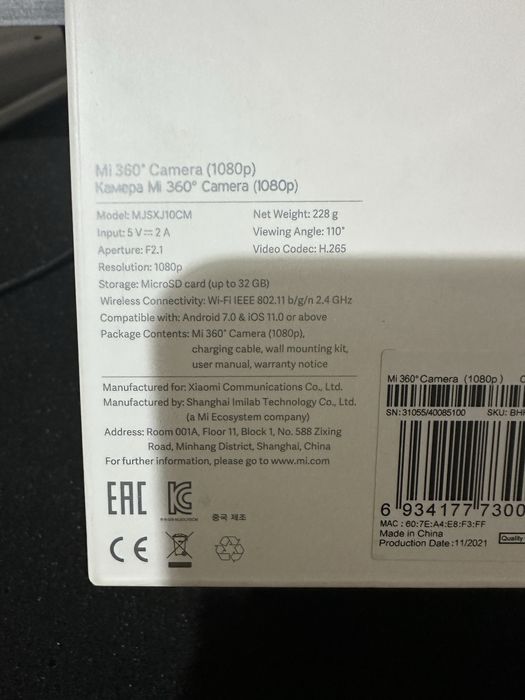 Mi 360° Camera (1080p)
Камера Mi 360° Camera (1080p)
Model: MJSXJ10CM
Net Weight: 228 g
Input: 5 V⎓2 A
Viewing Angle: 110°
Aperture: F2.1
Video Codec: H.265
Resolution: 1080p
Storage: MicroSD card (up to 32 GB)
Wireless Connectivity: Wi-Fi IEEE 802.11 b/g/n 2.4 GHz
Compatible with: Android 7.0 & iOS 11.0 or above
Package Contents: Mi 360° Camera (1080p),
charging cable, wall mounting kit,
user manual, warranty notice
Manufactured for: Xiaomi Communications Co., Ltd.
Manufactured by: Shanghai Imilab Technology Co., Ltd.
(a Mi Ecosystem company)
Address: Room 001A, Floor 11, Block 1, No. 588 Zixing
Road, Minhang District, Shanghai, China
For further information, please go to www.mi.com
EAC
중국 제조
CE
Mi 360° Camera (1080p)
SN: 31055/40085100
SKU: BH
6 934177 7300
MAC : 60:7E:A4:E8:F3:FF
Made in China
Production Date :11/2021
Quality